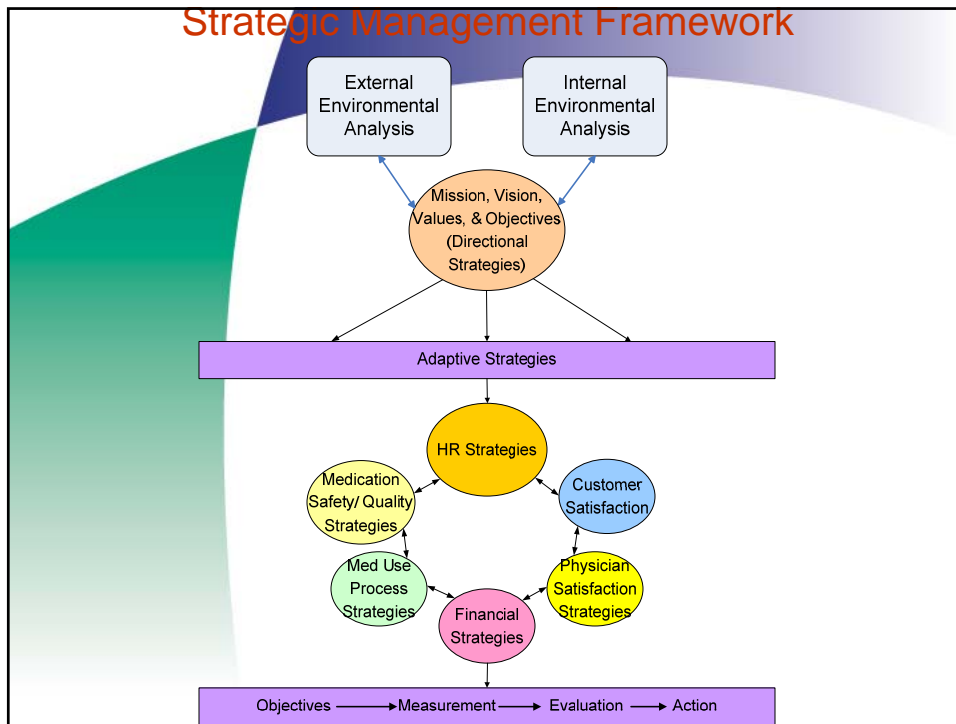 Strategic Management Framework
External
Environmental
Analysis
Internal
Environmental
Analysis
Mission, Vision,
Values, & Objectives
(Directional
Strategies)
Adaptive Strategies
HR Strategies
Medication
Safety/ Quality
Strategies
Customer
Satisfaction
Med Use
Process
Strategies
Physician
Satisfaction
Strategies
Financial
Strategies
Objectives Measurement Evaluation Action